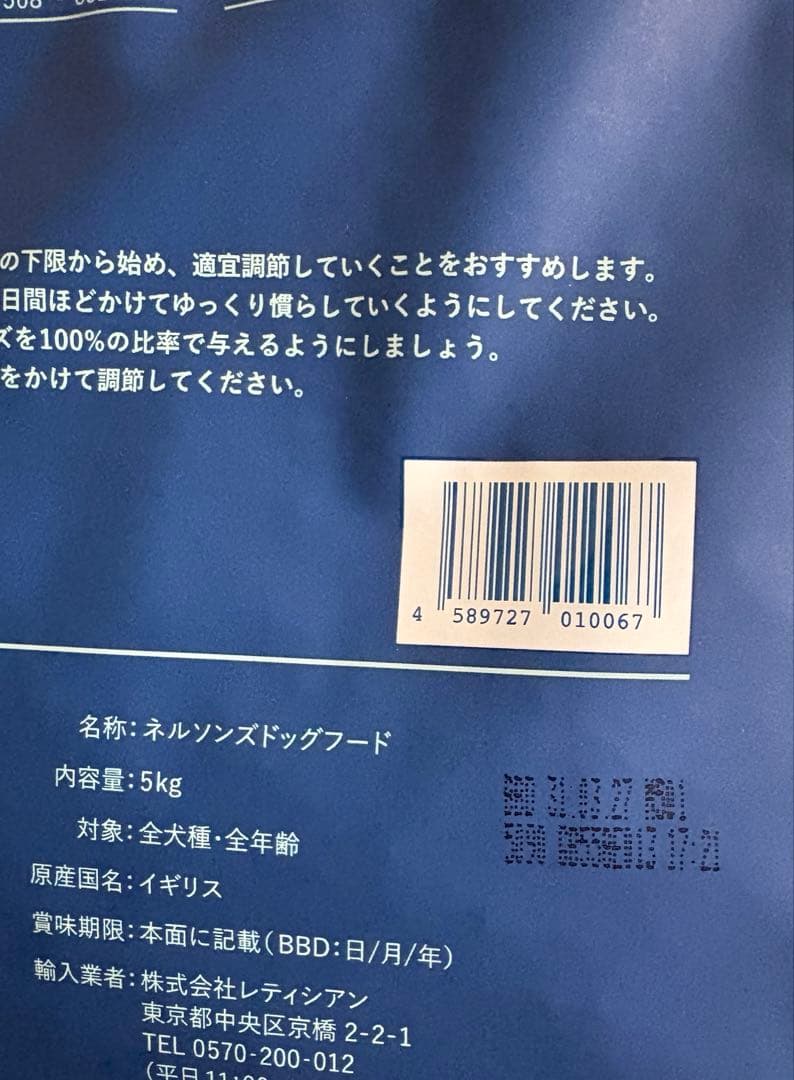 の下限から始め、適宜調節していくことをおすすめします。
日間ほどかけてゆっくり慣らしていくようにしてください。
ズを100%の比率で与えるようにしましょう。
をかけて調節してください。
4 589727 010067
名称:ネルソンズドッグフード
内容量:5kg
対象:全犬種・全年齢
原産国名:イギリス
賞味期限:本面に記載(BBD:日/月/年)
輸入業者:株式会社レティシアン
東京都中央区京橋 2-2-1
TEL 0570-200-012
(平日